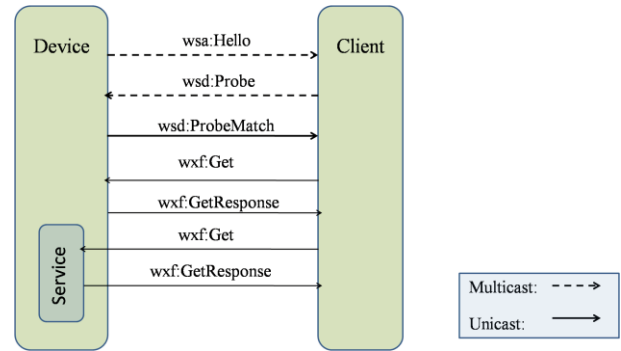 Device
Client
wsa:Hello
wsd:Probe
wsd:ProbeMatch
wxf:Get
wxf:GetResponse
wxf:Get
wxf:GetResponse
Service
Multicast:
Unicast: